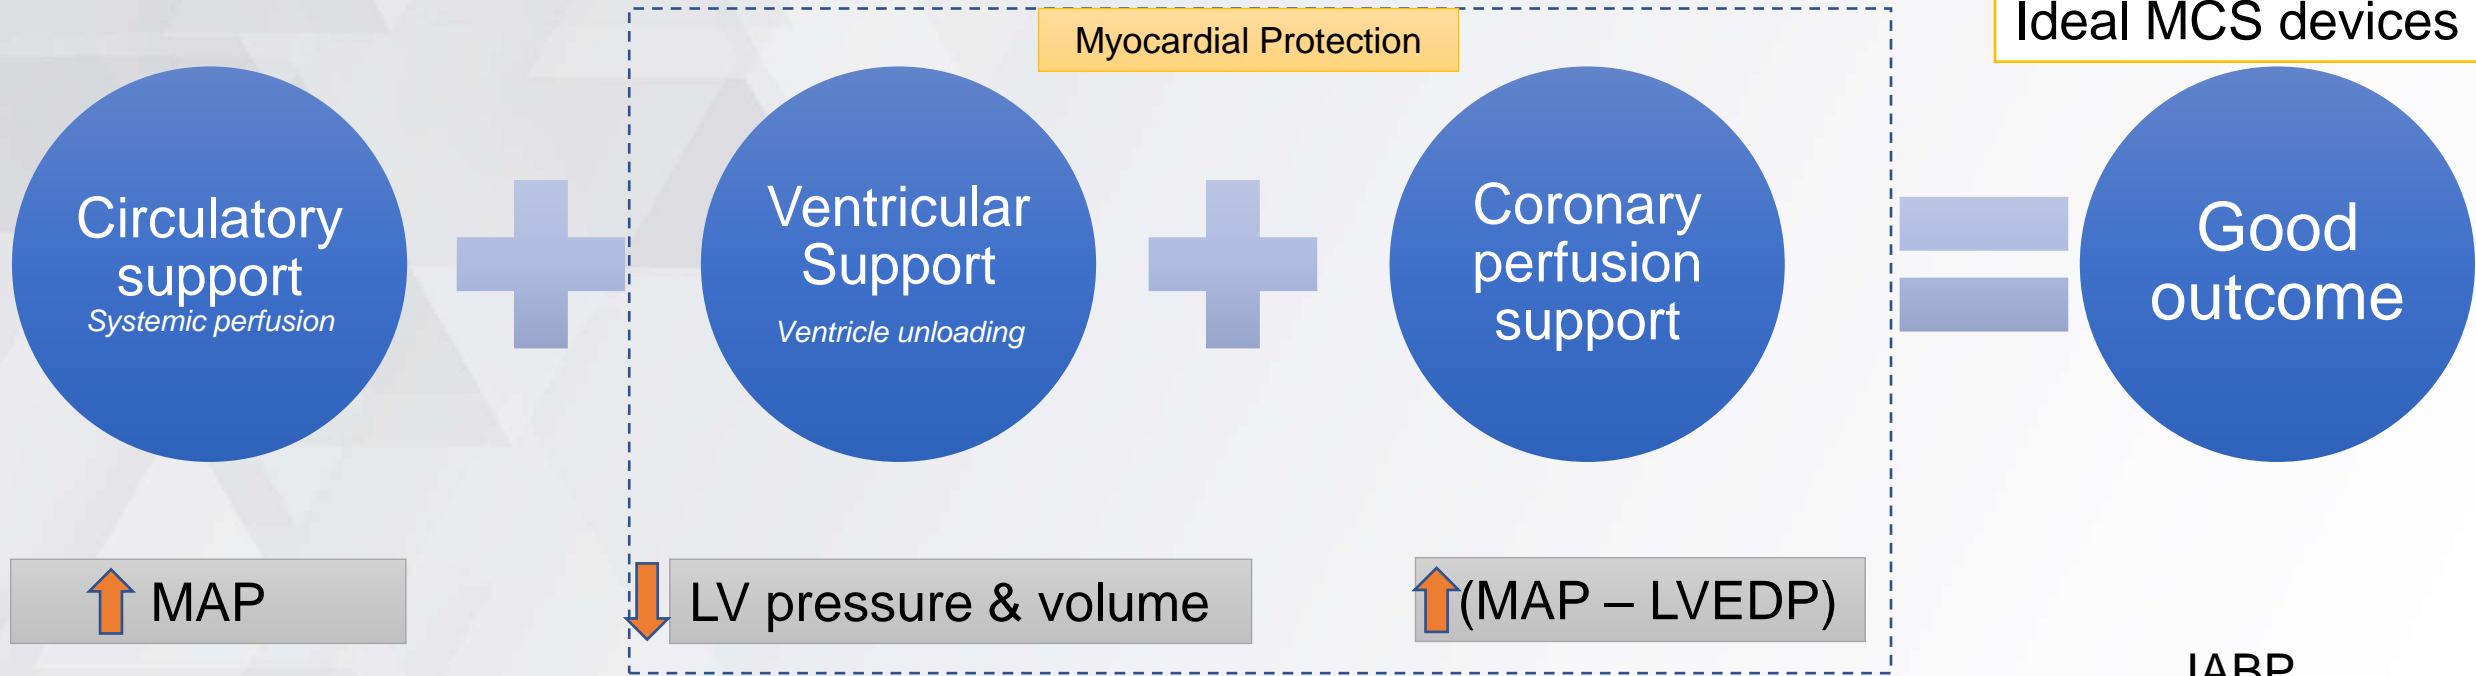 Ideal MCS devices
Myocardial Protection
Circulatory
support
Systemic perfusion
Ventricular
Support
Ventricle unloading
Coronary
perfusion
support
Good
outcome
MAP
LV pressure & volume
(MAP – LVEDP)
IABP